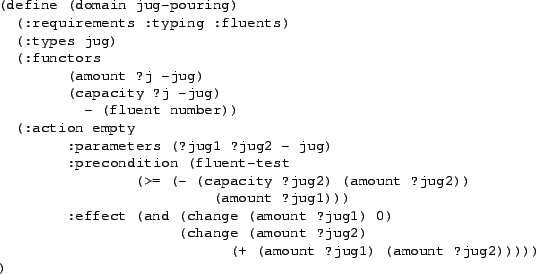 (define (domain jug-pouring)
(:requirements :typing :fluents)
(:types jug)
(:functors
(amount ?j -jug)
(capacity ?j -jug)
- (fluent number))
(:action empty
:parameters (?jug1 ?jug2 - jug)
:precondition (fluent-test
(>= (- (capacity ?jug2) (amount ?jug2))
(amount ?jug1)))
:effect (and (change (amount ?jug1) 0)
(change (amount ?jug2)
(+ (amount ?jug1) (amount ?jug2)))))
)